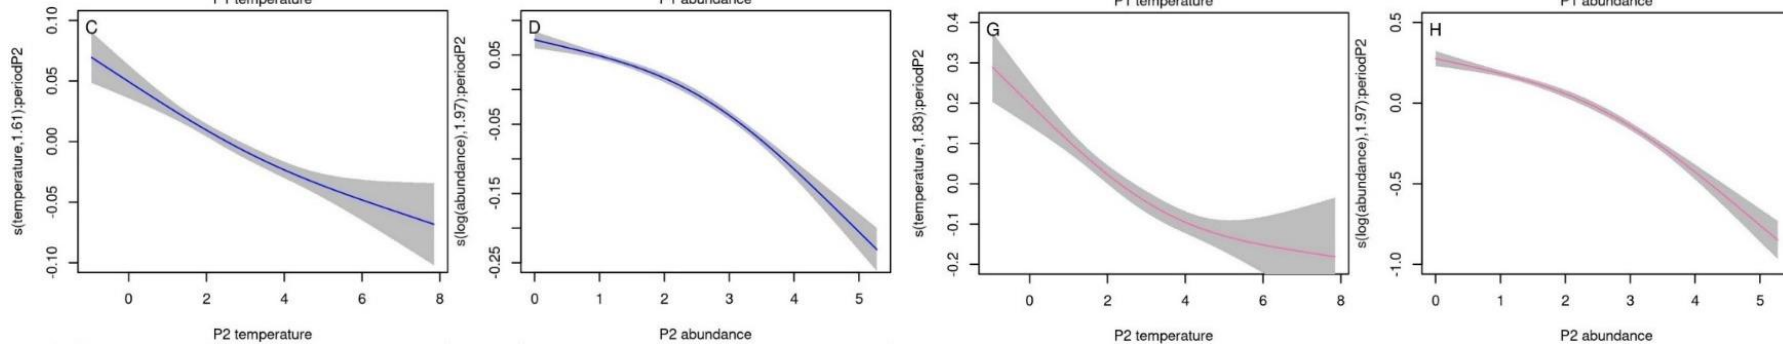 P1 temperature
P1 abundance
P1 temperature
P1 abundance
C
s(temperature,1.61):periodP2
0.10
0.05
0.00
-0.05
-0.10
0 2 4 6 8
P2 temperature
D
s(log(abundance),1.97):periodP2
0.05
-0.05
-0.15
-0.25
0 1 2 3 4 5
P2 abundance
G
s(temperature,1.83):periodP2
0.4
0.3
0.2
0.1
0.0
-0.1
-0.2
0 2 4 6 8
P2 temperature
H
s(log(abundance),1.97):periodP2
0.5
0.0
-0.5
-1.0
0 1 2 3 4 5
P2 abundance